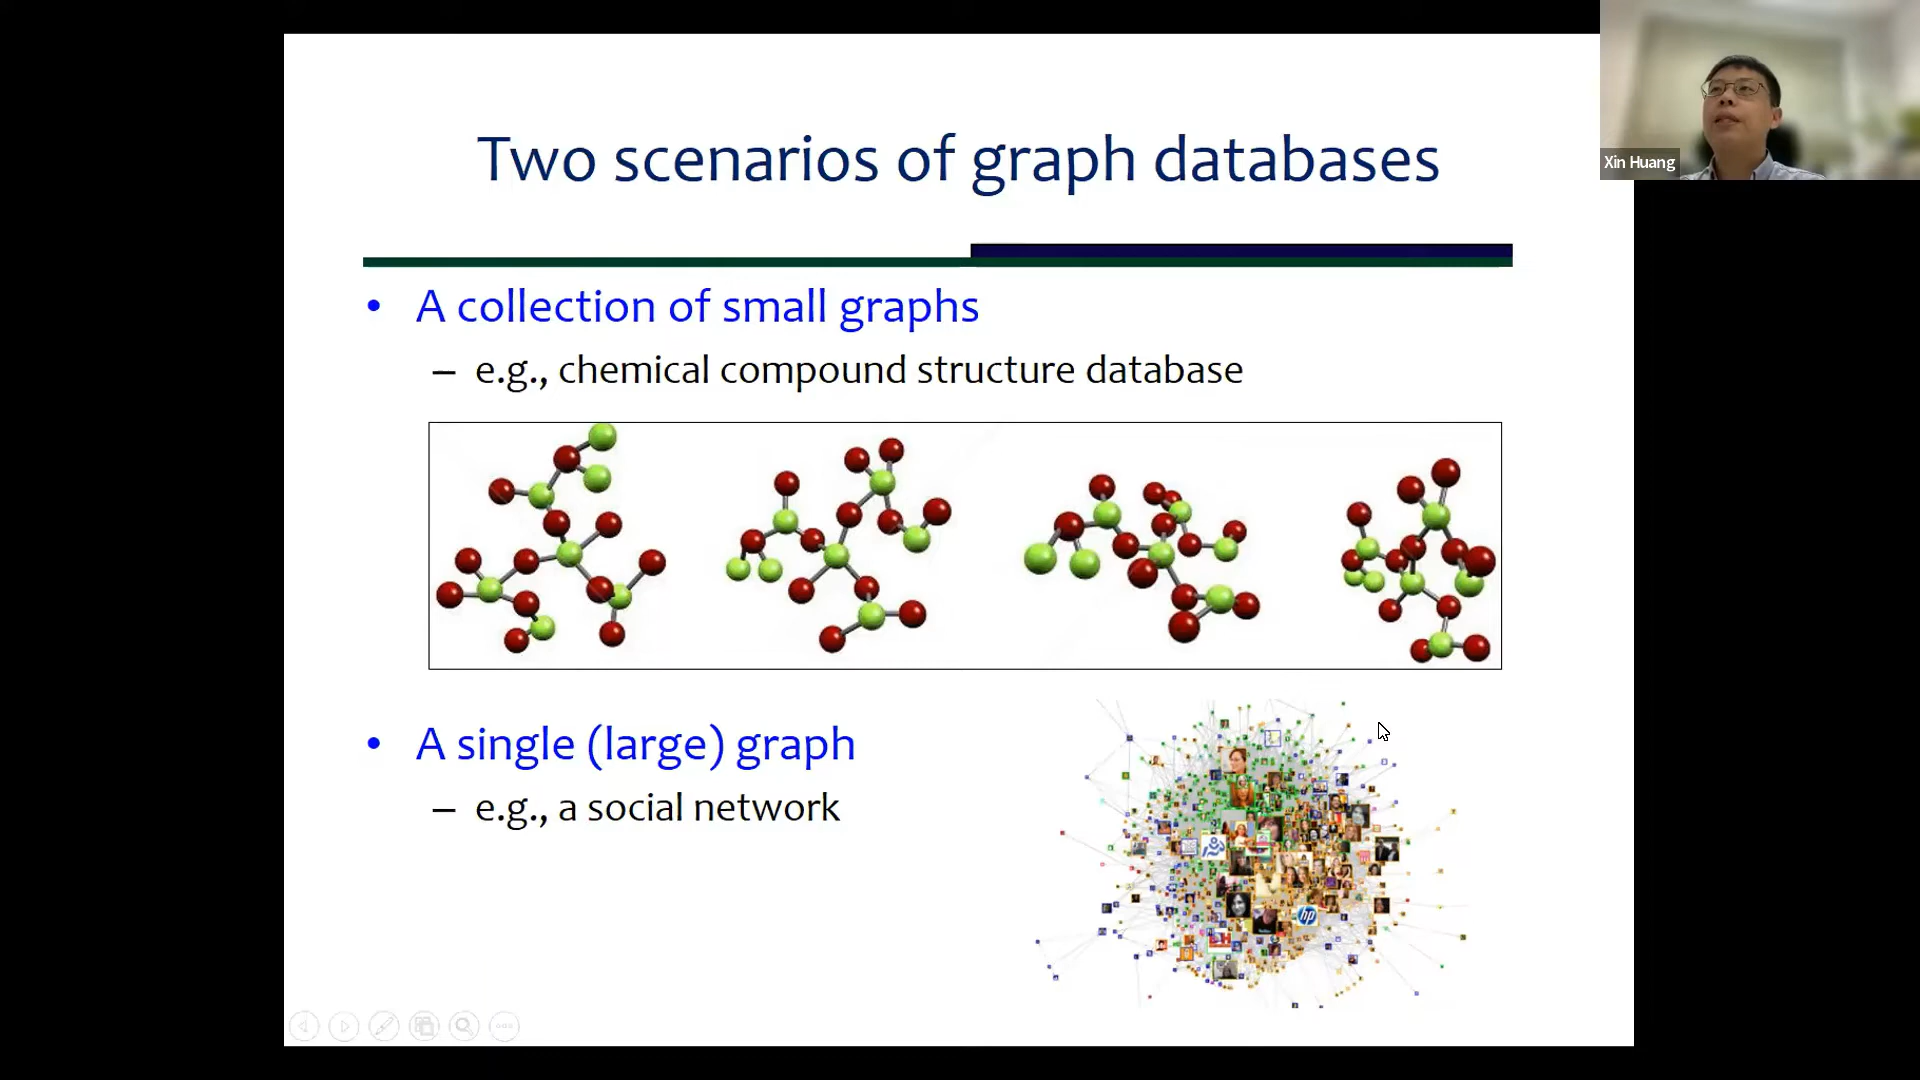 Two scenarios of graph databases
Xin Huang
• A collection of small graphs
– e.g., chemical compound structure database
• A single (large) graph
– e.g., a social network
hp